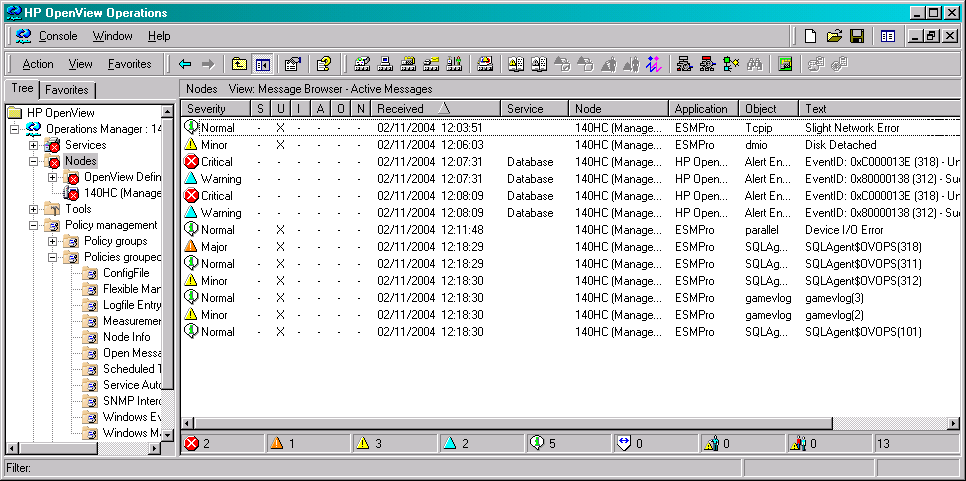 HP OpenView Operations
Console Window Help
Action View Favorites
Tree Favorites
HP OpenView
Operations Manager : 14
Services
Nodes
OpenView Defin
140HC (Manage
Tools
Policy management
Policy groups
Policies grouped
ConfigFile
Flexible Man
Logfile Entry
Measuremen
Node Info
Open Messa
Scheduled T
Service Auto
SNMP Interc
Windows Ev
Windows Ma
Nodes View: Message Browser - Active Messages
Severity S U I A O N Received Service Node Application Object Text
Normal - X - - - - 02/11/2004 12:03:51 140HC (Manage... ESMPro Tcpip Slight Network Error
Minor - X - - - - 02/11/2004 12:06:03 140HC (Manage... ESMPro dmio Disk Detached
Critical - - - - - - 02/11/2004 12:07:31 Database 140HC (Manage... HP Open... Alert En... EventID: 0xC000013E (318) - Un
Warning - - - - - - 02/11/2004 12:07:31 Database 140HC (Manage... HP Open... Alert En... EventID: 0x80000138 (312) - Suc
Critical - - - - - - 02/11/2004 12:08:09 Database 140HC (Manage... HP Open... Alert En... EventID: 0xC000013E (318) - Un
Warning - - - - - - 02/11/2004 12:08:09 Database 140HC (Manage... HP Open... Alert En... EventID: 0x80000138 (312) - Suc
Normal - X - - - - 02/11/2004 12:11:48 140HC (Manage... ESMPro parallel Device I/O Error
Major - X - - - - 02/11/2004 12:18:29 140HC (Manage... ESMPro SQLAg... SQLAgent$OVOPS(318)
Normal - X - - - - 02/11/2004 12:18:29 140HC (Manage... ESMPro SQLAg... SQLAgent$OVOPS(311)
Minor - X - - - - 02/11/2004 12:18:30 140HC (Manage... ESMPro SQLAg... SQLAgent$OVOPS(312)
Normal - X - - - - 02/11/2004 12:18:30 140HC (Manage... ESMPro gamevlog gamevlog(3)
Minor - X - - - - 02/11/2004 12:18:30 140HC (Manage... ESMPro gamevlog gamevlog(2)
Normal - X - - - - 02/11/2004 12:18:30 140HC (Manage... ESMPro SQLAg... SQLAgent$OVOPS(101)
2 1 3 2 5 0 0 0 13
Filter: